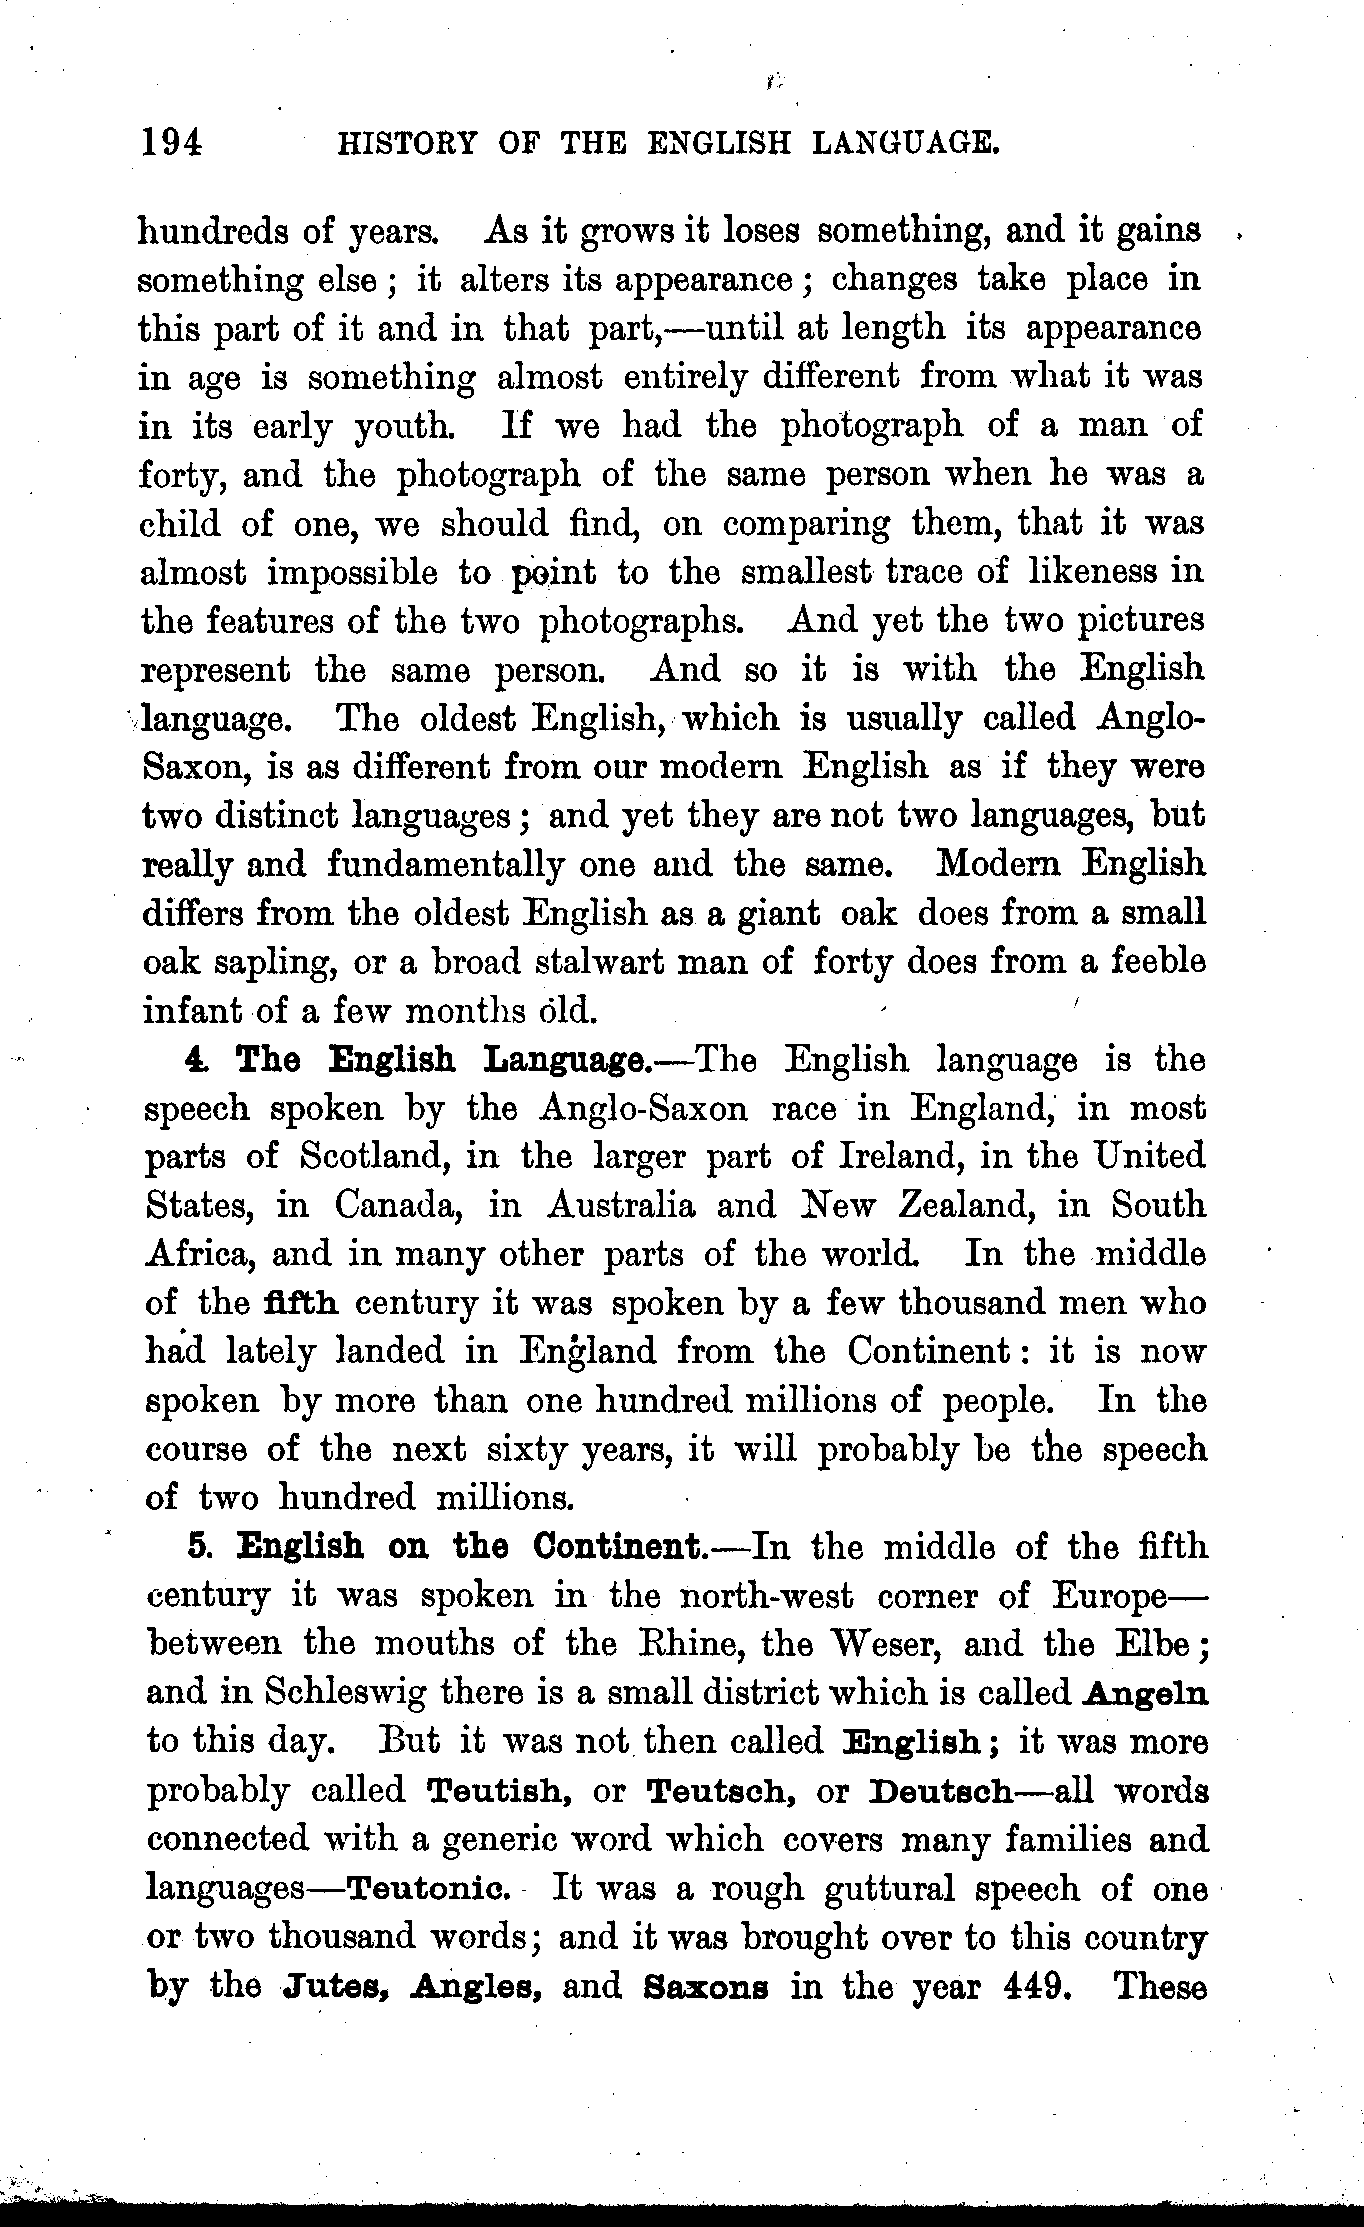 194 HISTORY OF THE ENGLISH LANGUAGE.
hundreds of years. As it grows it loses something, and it gains
something else; it alters its appearance; changes take place in
this part of it and in that part,—until at length its appearance
in age is something almost entirely different from what it was
in its early youth. If we had the photograph of a man of
forty, and the photograph of the same person when he was a
child of one, we should find, on comparing them, that it was
almost impossible to point to the smallest trace of likeness in
the features of the two photographs. And yet the two pictures
represent the same person. And so it is with the English
language. The oldest English, which is usually called Anglo-
Saxon, is as different from our modern English as if they were
two distinct languages; and yet they are not two languages, but
really and fundamentally one and the same. Modern English
differs from the oldest English as a giant oak does from a small
oak sapling, or a broad stalwart man of forty does from a feeble
infant of a few months old.
4. The English Language.—The English language is the
speech spoken by the Anglo-Saxon race in England, in most
parts of Scotland, in the larger part of Ireland, in the United
States, in Canada, in Australia and New Zealand, in South
Africa, and in many other parts of the world. In the middle
of the fifth century it was spoken by a few thousand men who
had lately landed in England from the Continent: it is now
spoken by more than one hundred millions of people. In the
course of the next sixty years, it will probably be the speech
of two hundred millions.
5. English on the Continent.—In the middle of the fifth
century it was spoken in the north-west corner of Europe—
between the mouths of the Rhine, the Weser, and the Elbe;
and in Schleswig there is a small district which is called Angeln
to this day. But it was not then called English; it was more
probably called Teutish, or Teutsch, or Deutsch—all words
connected with a generic word which covers many families and
languages—Teutonic. It was a rough guttural speech of one
or two thousand words; and it was brought over to this country
by the Jutes, Angles, and Saxons in the year 449. These